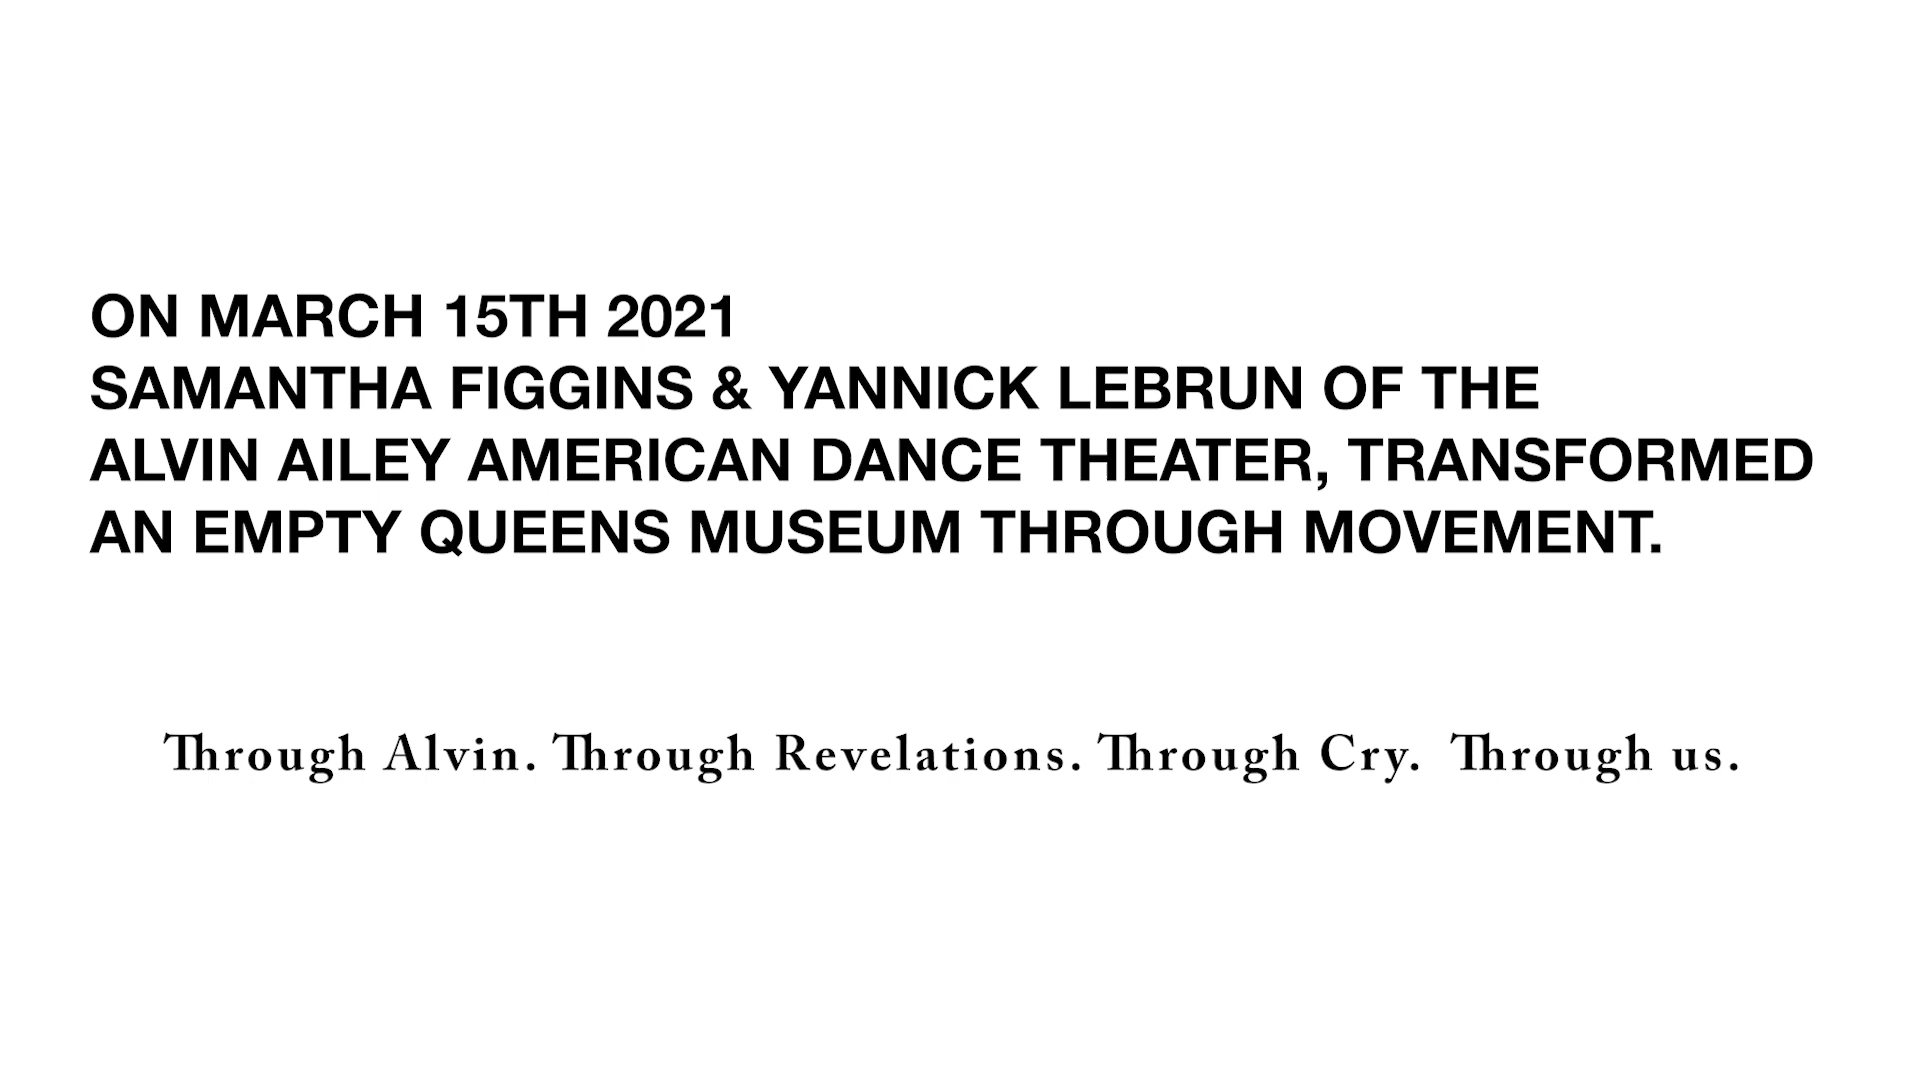 ON MARCH 15TH 2021
SAMANTHA FIGGINS & YANNICK LEBRUN OF THE
ALVIN AILEY AMERICAN DANCE THEATER, TRANSFORMED
AN EMPTY QUEENS MUSEUM THROUGH MOVEMENT.
Through Alvin. Through Revelations. Through Cry. Through us.